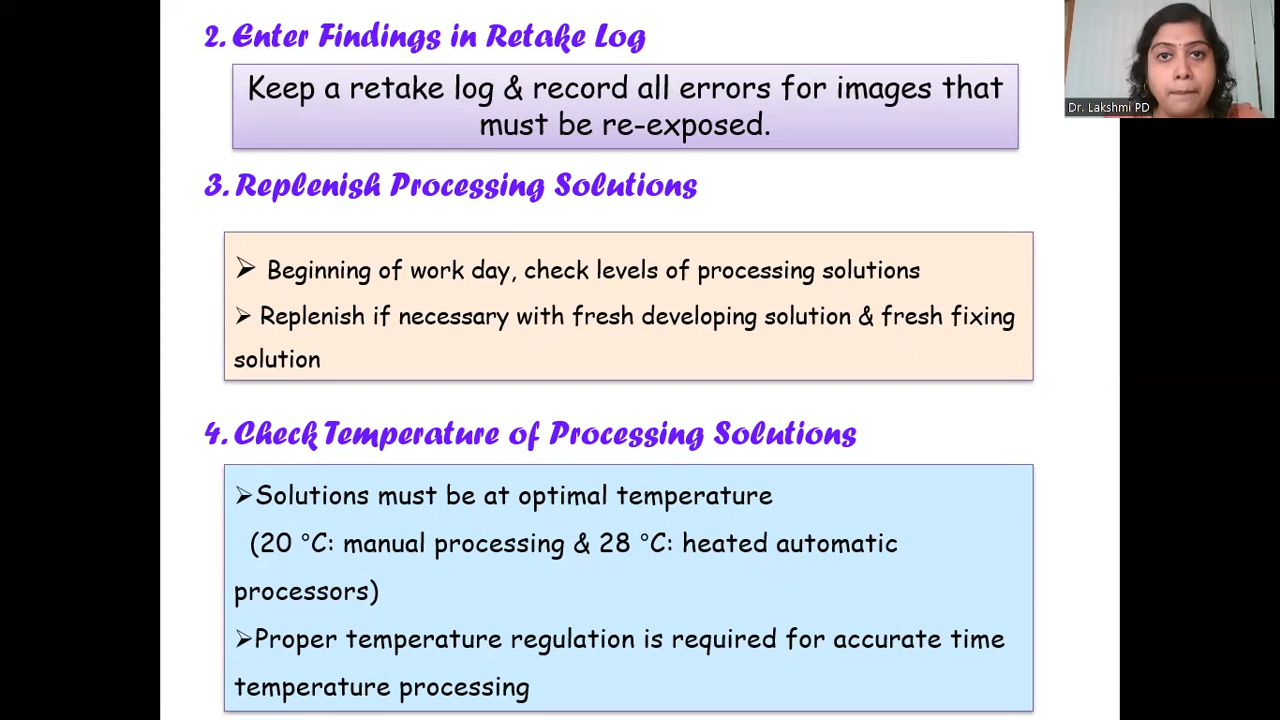 2. Enter Findings in Retake Log
Keep a retake log & record all errors for images that
must be re-exposed.
3. Replenish Processing Solutions
➢ Beginning of work day, check levels of processing solutions
➢ Replenish if necessary with fresh developing solution & fresh fixing
solution
4. Check Temperature of Processing Solutions
➢Solutions must be at optimal temperature
(20 °C: manual processing & 28 °C: heated automatic
processors)
➢Proper temperature regulation is required for accurate time
temperature processing
Dr. Lakshmi PD